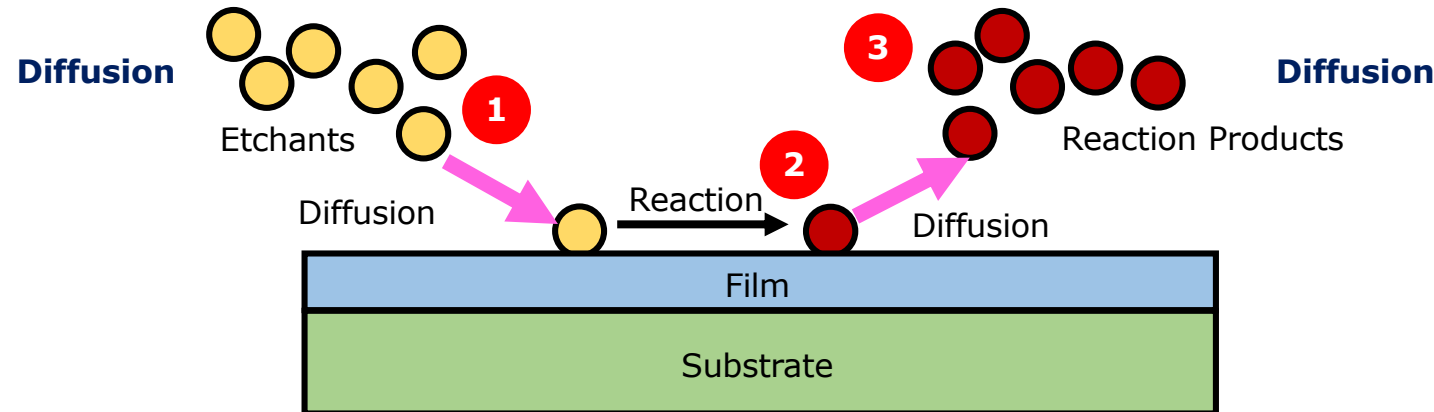 3
Diffusion
Diffusion
1
Etchants
Reaction Products
2
Reaction
Diffusion
Diffusion
Film
Substrate